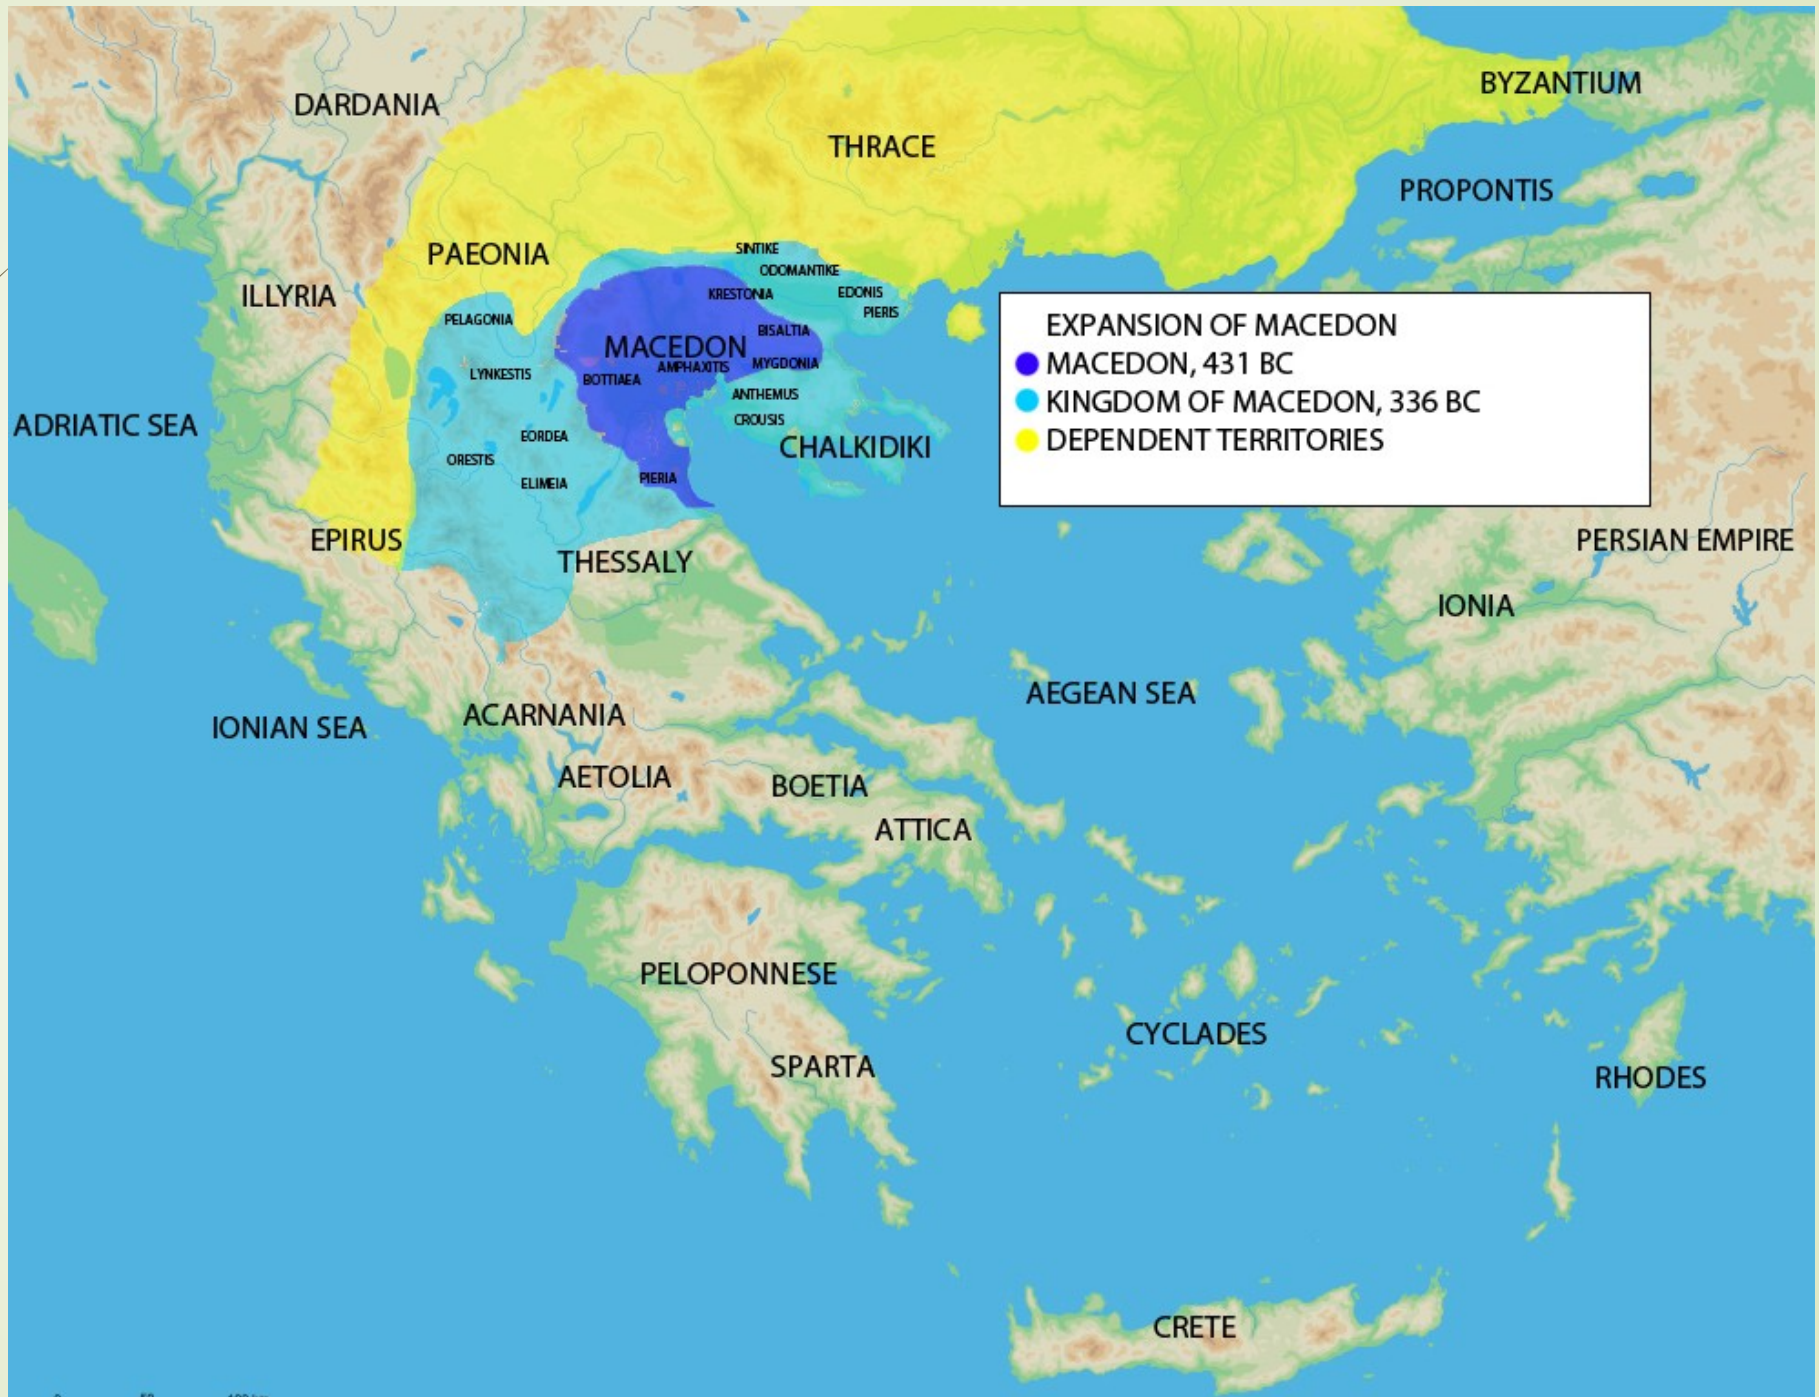 BYZANTIUM
DARDANIA
THRACE
PROPONTIS
PAEONIA
SINTIKE
ODOMANTIKE
ILLYRIA
KRESTONIA
EDONIS
PIERIS
PELAGONIA
BISALTIA
MACEDON
AMPHAXITIS
MYGDONIA
LYNKESTIS
BOTTIAEA
ANTHEMUS
CROUSIS
ADRIATIC SEA
EORDEA
CHALKIDIKI
ORESTIS
ELIMEIA
PIERIA
EXPANSION OF MACEDON
MACEDON, 431 BC
KINGDOM OF MACEDON, 336 BC
DEPENDENT TERRITORIES
EPIRUS
THESSALY
PERSIAN EMPIRE
IONIA
AEGEAN SEA
IONIAN SEA
ACARNANIA
AETOLIA
BOETIA
ATTICA
PELOPONNESE
CYCLADES
SPARTA
RHODES
CRETE